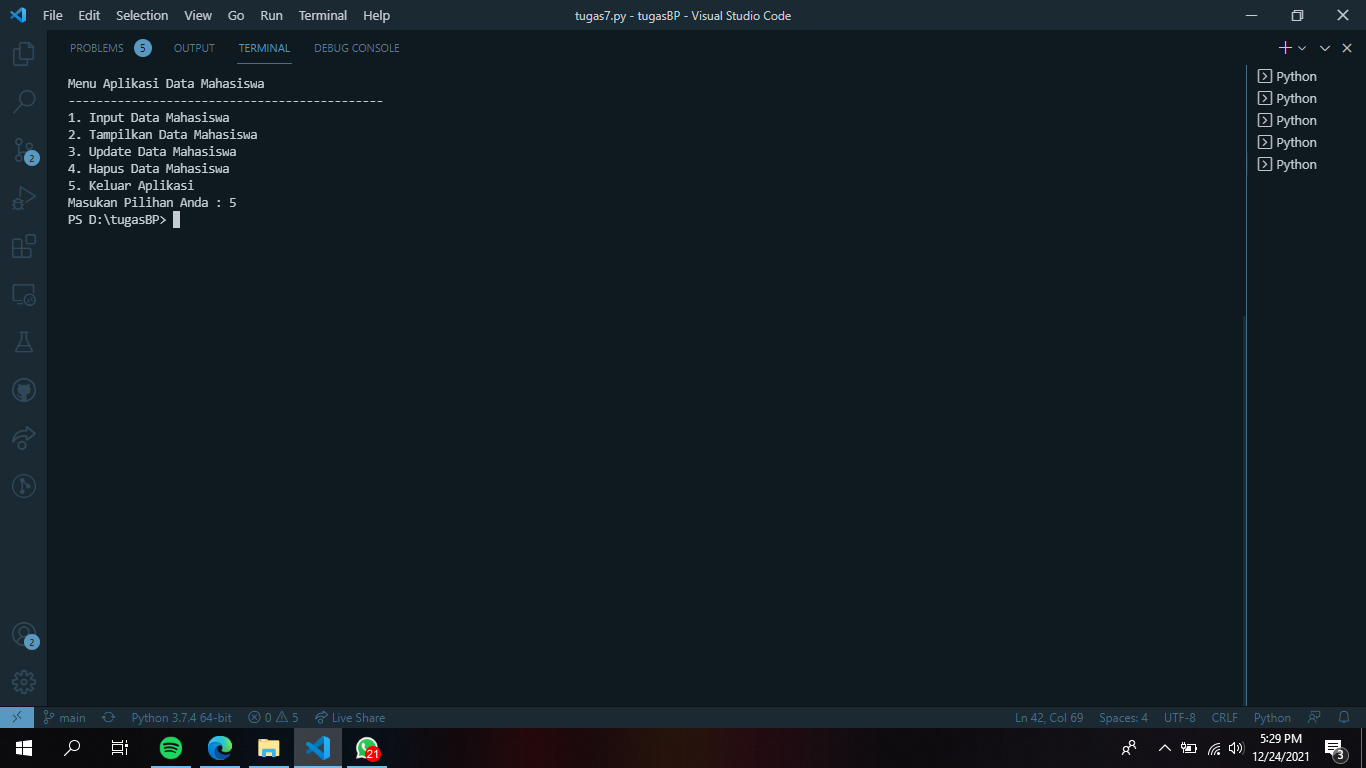 File Edit Selection View Go Run Terminal Help
tugas7.py - tugasBP - Visual Studio Code
PROBLEMS 5 OUTPUT TERMINAL DEBUG CONSOLE
Menu Aplikasi Data Mahasiswa
---------------------------------------------
1. Input Data Mahasiswa
2. Tampilkan Data Mahasiswa
3. Update Data Mahasiswa
4. Hapus Data Mahasiswa
5. Keluar Aplikasi
Masukan Pilihan Anda : 5
PS D:\tugasBP>
Python
Python
Python
Python
Python
2
2
main Python 3.7.4 64-bit 0 5 Live Share
Ln 42, Col 69 Spaces: 4 UTF-8 CRLF Python
21
5:29 PM
12/24/2021
3